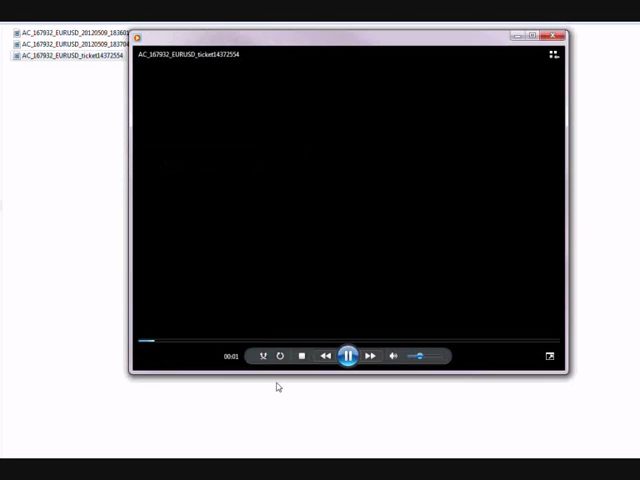 AC_167932_EURUSD_20120509_18360
AC_167932_EURUSD_20120509_18370
AC_167932_EURUSD_ticket14372554
AC_167932_EURUSD_ticket14372554
00:01